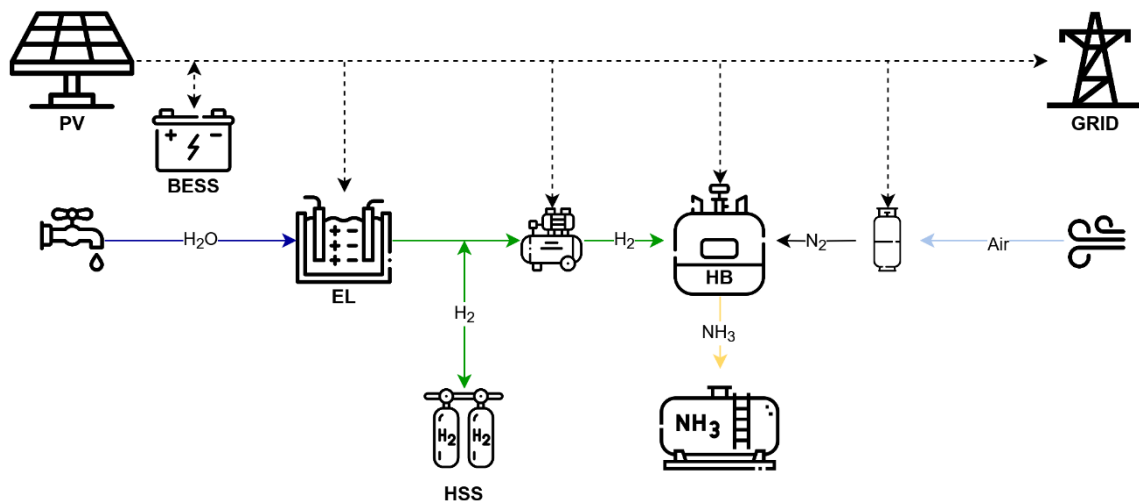 PV
GRID
+ −
BESS
H₂O
+ −
+ −
+ −
EL
H₂
HB
N₂
Air
H₂
NH₃
H₂ H₂
HSS
NH₃